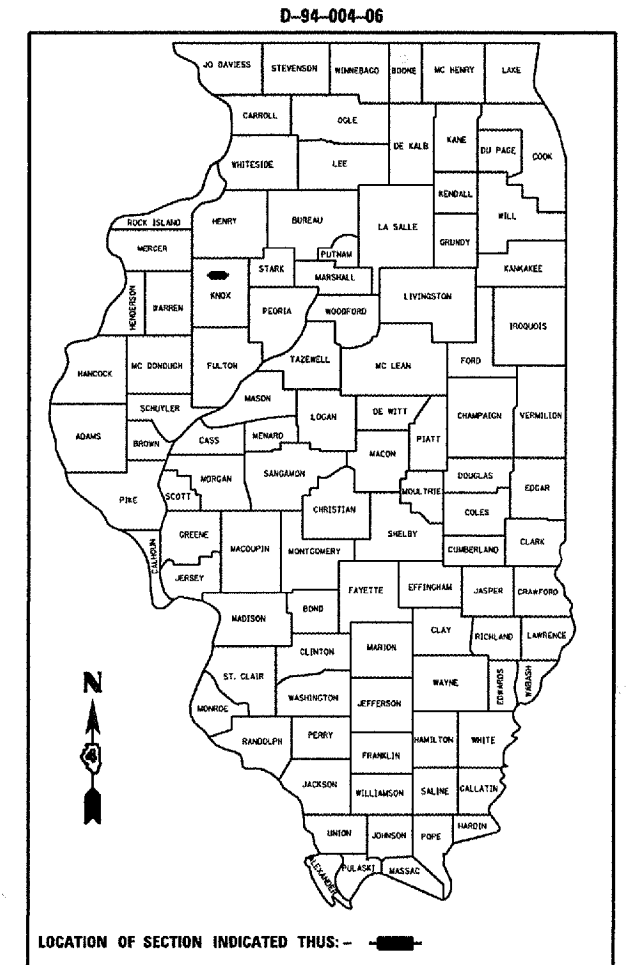 D-94-004-06
JO DAVIESS STEVENSON WINNEBAGO BOONE MC HENRY LAKE
CARROLL OGLE
DE KALB KANE DU PAGE COOK
WHITESIDE LEE
KENDALL
ROCK ISLAND HENRY BUREAU LA SALLE WILL
MERCER PUTNAM GRUNDY
STARK MARSHALL KANKAKEE
HENDERSON WARREN KNOX LIVINGSTON
PEORIA WOODFORD IROQUOIS
HANCOCK MC DONOUGH FULTON TAZEWELL MC LEAN FORD
MASON
SCHUYLER LOGAN DE WITT CHAMPAIGN VERMILION
ADAMS BROWN CASS MENARD PIATT
MACON
PIKE SCOTT MORGAN SANGAMON DOUGLAS EDGAR
MOULTRIE
CHRISTIAN COLES
GREENE MACOUPIN MONTGOMERY SHELBY CLARK
CALHOUN CUMBERLAND
JERSEY FAYETTE EFFINGHAM JASPER CRAWFORD
MADISON BOND
CLAY RICHLAND LAWRENCE
CLINTON MARION
ST. CLAIR WAYNE EDWARDS WABASH
WASHINGTON JEFFERSON
MONROE
RANDOLPH PERRY HAMILTON WHITE
FRANKLIN
JACKSON WILLIAMSON SALINE GALLATIN
UNION JOHNSON POPE HARDIN
ALEXANDER PULASKI MASSAC
N
4
LOCATION OF SECTION INDICATED THUS: -